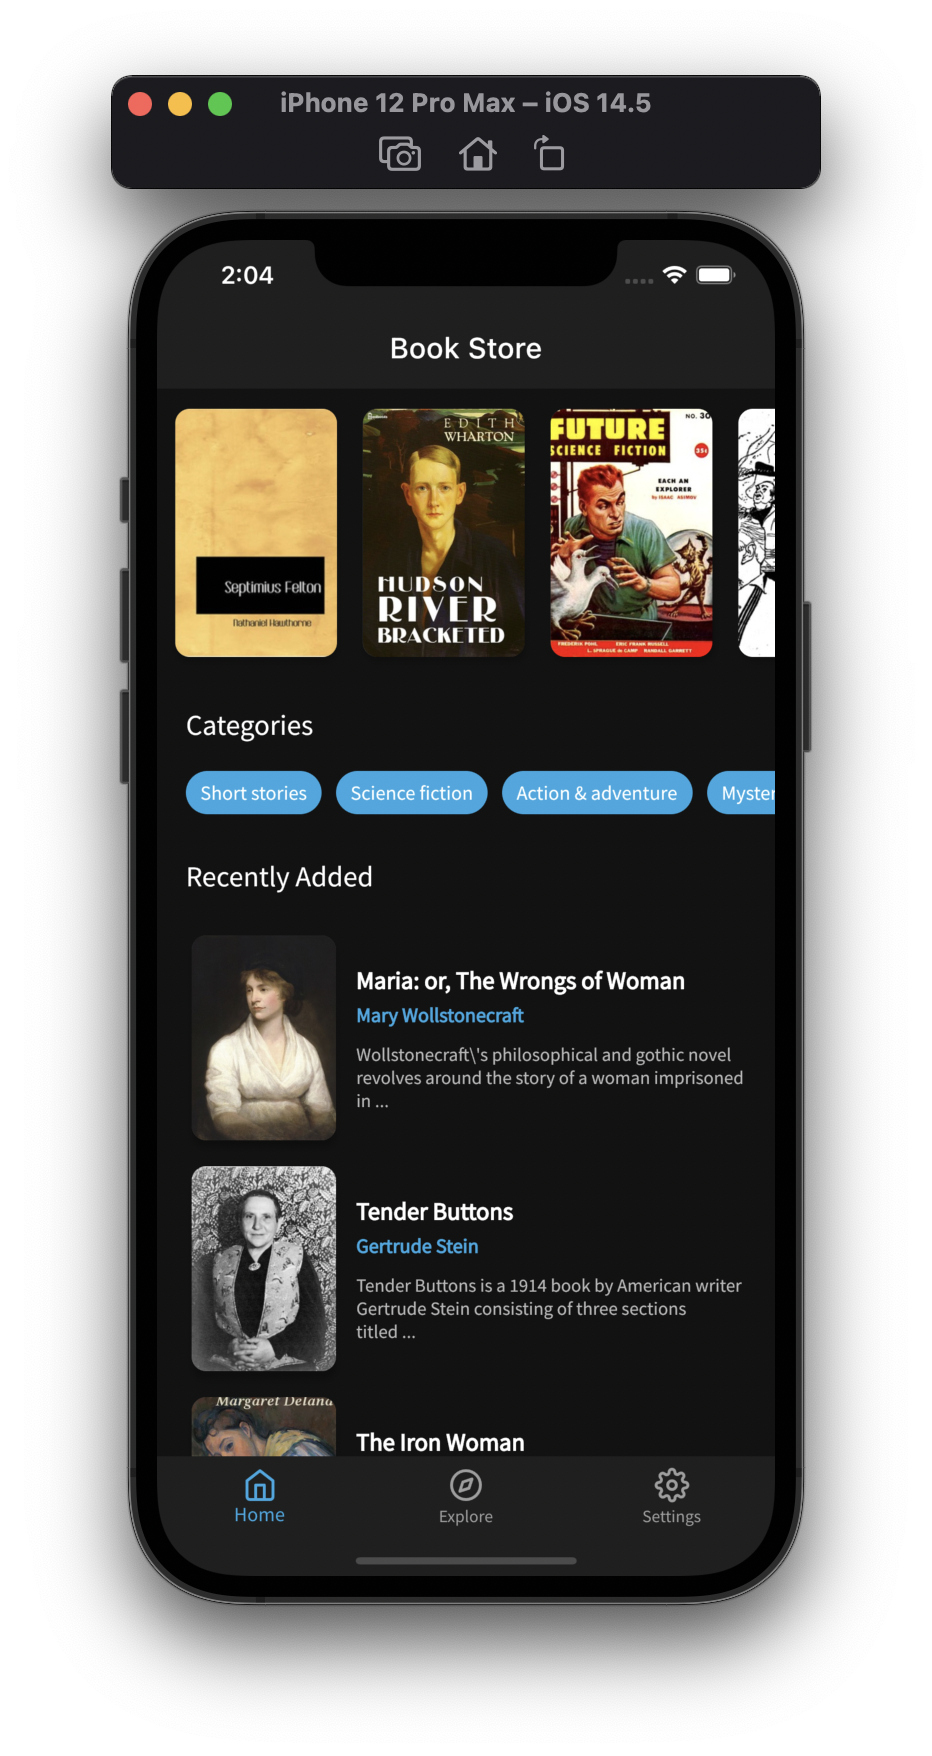 iPhone 12 Pro Max – iOS 14.5
2:04
Book Store
Septimius Felton
Nathaniel Hawthorne
EDITH
WHARTON
HUDSON
RIVER
BRACKETED
NO. 30
FUTURE
SCIENCE FICTION
35¢
EACH AN
EXPLORER
by ISAAC ASIMOV
FREDERIK POHL ERIC FRANK RUSSELL
L. SPRAGUE de CAMP RANDALL GARRETT
Categories
Short stories
Science fiction
Action & adventure
Myster
Recently Added
Maria: or, The Wrongs of Woman
Mary Wollstonecraft
Wollstonecraft\'s philosophical and gothic novel
revolves around the story of a woman imprisoned
in ...
Tender Buttons
Gertrude Stein
Tender Buttons is a 1914 book by American writer
Gertrude Stein consisting of three sections
titled ...
Margaret Deland
The Iron Woman
Home
Explore
Settings